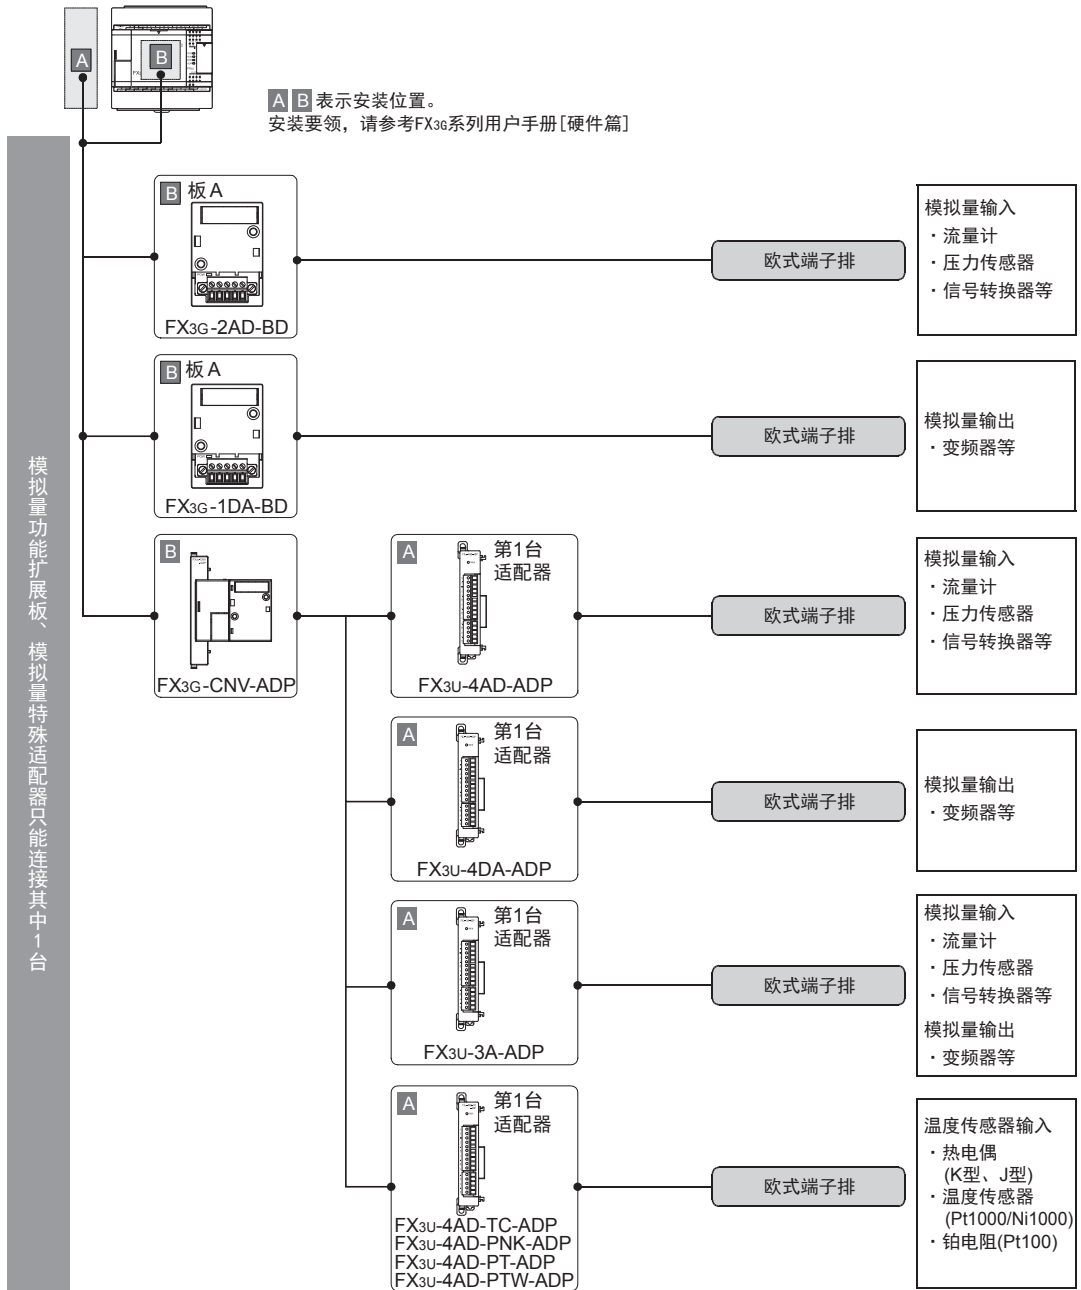 A
B
A B 表示安装位置。
安装要领，请参考FX3G系列用户手册[硬件篇]
模拟量功能扩展板、模拟量特殊适配器只能连接其中1台
B 板A
FX3G-2AD-BD
欧式端子排
模拟量输入
・流量计
・压力传感器
・信号转换器等
B 板A
FX3G-1DA-BD
欧式端子排
模拟量输出
・变频器等
B
FX3G-CNV-ADP
A 第1台
适配器
FX3U-4AD-ADP
欧式端子排
模拟量输入
・流量计
・压力传感器
・信号转换器等
A 第1台
适配器
FX3U-4DA-ADP
欧式端子排
模拟量输出
・变频器等
A 第1台
适配器
FX3U-3A-ADP
欧式端子排
模拟量输入
・流量计
・压力传感器
・信号转换器等
模拟量输出
・变频器等
A 第1台
适配器
FX3U-4AD-TC-ADP
FX3U-4AD-PNK-ADP
FX3U-4AD-PT-ADP
FX3U-4AD-PTW-ADP
欧式端子排
温度传感器输入
・热电偶
(K型、J型)
・温度传感器
(Pt1000/Ni1000)
・铂电阻(Pt100)